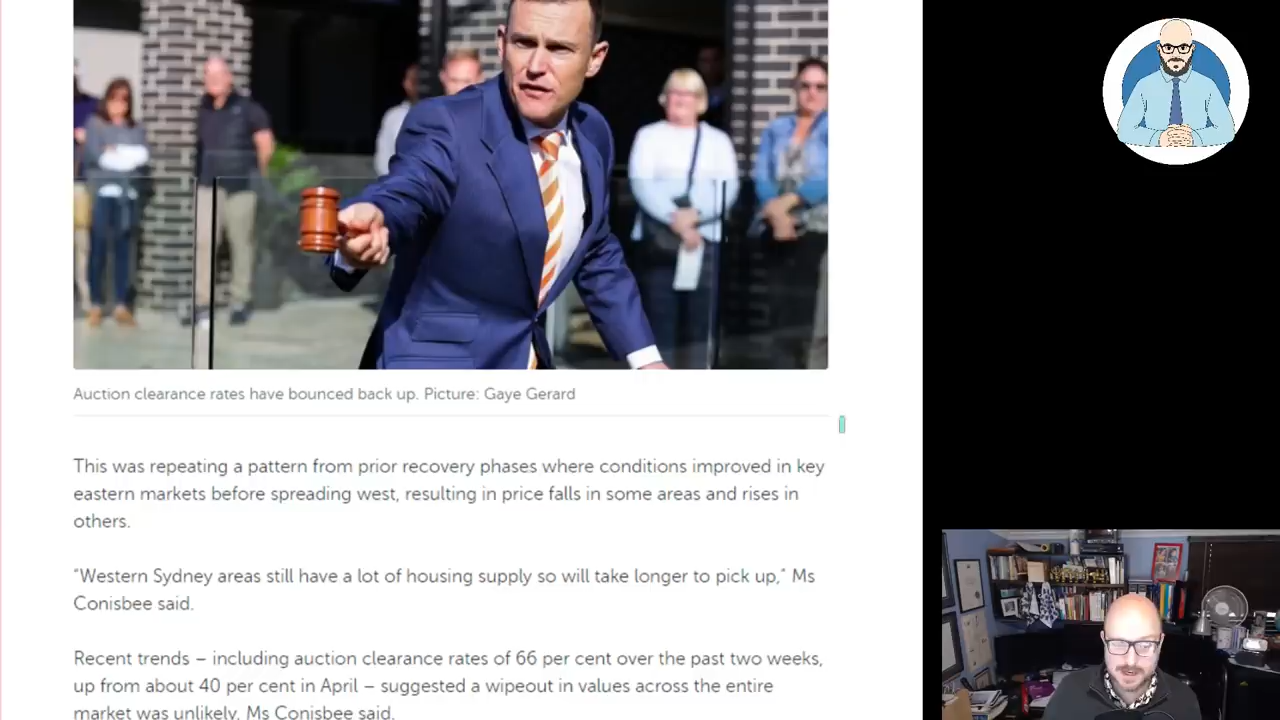 Auction clearance rates have bounced back up. Picture: Gaye Gerard
This was repeating a pattern from prior recovery phases where conditions improved in key
eastern markets before spreading west, resulting in price falls in some areas and rises in
others.
“Western Sydney areas still have a lot of housing supply so will take longer to pick up,” Ms
Conisbee said.
Recent trends – including auction clearance rates of 66 per cent over the past two weeks,
up from about 40 per cent in April – suggested a wipeout in values across the entire
market was unlikely, Ms Conisbee said.